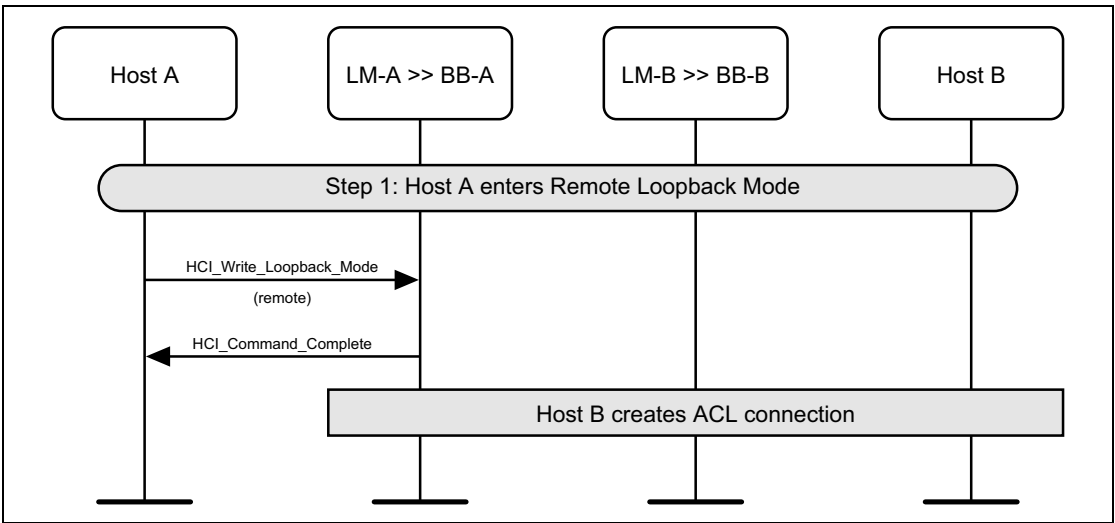 Host A
LM-A >> BB-A
LM-B >> BB-B
Host B
Step 1: Host A enters Remote Loopback Mode
HCI_Write_Loopback_Mode
(remote)
HCI_Command_Complete
Host B creates ACL connection